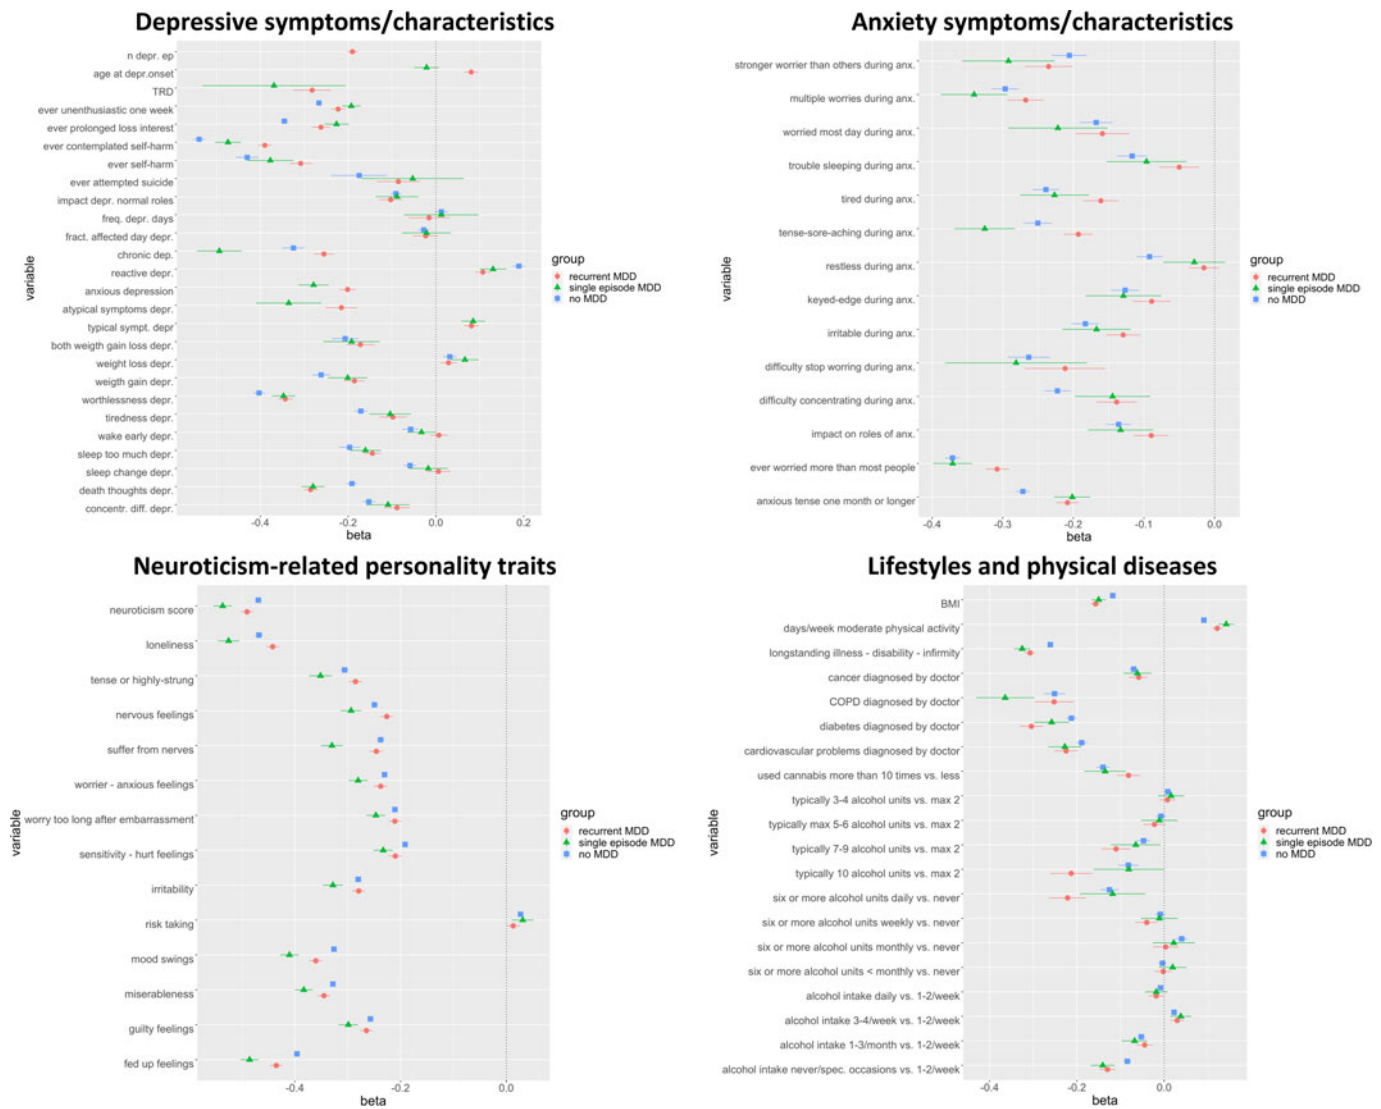 Depressive symptoms/characteristics
variable
n depr. ep
age at depr.onset
TRD
ever unenthusiastic one week
ever prolonged loss interest
ever contemplated self-harm
ever self-harm
ever attempted suicide
impact depr. normal roles
freq. depr. days
fract. affected day depr.
chronic dep.
reactive depr.
anxious depression
atypical symptoms depr.
typical sympt. depr
both weigth gain loss depr.
weight loss depr.
weigth gain depr.
worthlessness depr.
tiredness depr.
wake early depr.
sleep too much depr.
sleep change depr.
death thoughts depr.
concentr. diff. depr.
-0.4 -0.2 0.0 0.2
beta
group
recurrent MDD
single episode MDD
no MDD
Anxiety symptoms/characteristics
variable
stronger worrier than others during anx.
multiple worries during anx.
worried most day during anx.
trouble sleeping during anx.
tired during anx.
tense-sore-aching during anx.
restless during anx.
keyed-edge during anx.
irritable during anx.
difficulty stop worring during anx.
difficulty concentrating during anx.
impact on roles of anx.
ever worried more than most people
anxious tense one month or longer
-0.4 -0.3 -0.2 -0.1 0.0
beta
group
recurrent MDD
single episode MDD
no MDD
Neuroticism-related personality traits
variable
neuroticism score
loneliness
tense or highly-strung
nervous feelings
suffer from nerves
worrier - anxious feelings
worry too long after embarrassment
sensitivity - hurt feelings
irritability
risk taking
mood swings
miserableness
guilty feelings
fed up feelings
-0.4 -0.2 0.0
beta
group
recurrent MDD
single episode MDD
no MDD
Lifestyles and physical diseases
variable
BMI
days/week moderate physical activity
longstanding illness - disability - infirmity
cancer diagnosed by doctor
COPD diagnosed by doctor
diabetes diagnosed by doctor
cardiovascular problems diagnosed by doctor
used cannabis more than 10 times vs. less
typically 3-4 alcohol units vs. max 2
typically max 5-6 alcohol units vs. max 2
typically 7-9 alcohol units vs. max 2
typically 10 alcohol units vs. max 2
six or more alcohol units daily vs. never
six or more alcohol units weekly vs. never
six or more alcohol units monthly vs. never
six or more alcohol units < monthly vs. never
alcohol intake daily vs. 1-2/week
alcohol intake 3-4/week vs. 1-2/week
alcohol intake 1-3/month vs. 1-2/week
alcohol intake never/spec. occasions vs. 1-2/week
-0.4 -0.2 0.0
beta
group
recurrent MDD
single episode MDD
no MDD